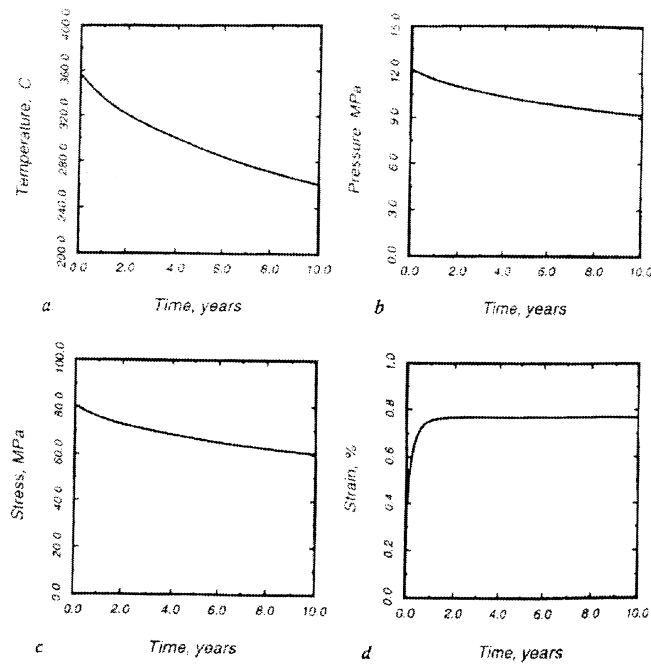 Temperature, C
400.0
360.0
320.0
280.0
240.0
200.0
0.0 2.0 4.0 6.0 8.0 10.0
a Time, years
Pressure MPa
15.0
12.0
9.0
6.0
3.0
0.0
0.0 2.0 4.0 6.0 8.0 10.0
b Time, years
Stress, MPa
100.0
80.0
60.0
40.0
20.0
0.0
0.0 2.0 4.0 6.0 8.0 10.0
c Time, years
Strain, %
1.0
0.8
0.6
0.4
0.2
0.0
0.0 2.0 4.0 6.0 8.0 10.0
d Time, years